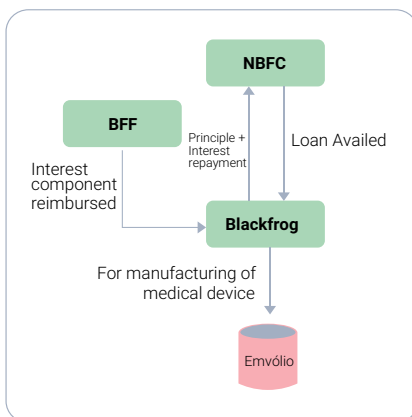 NBFC
BFF
Principle +
Interest
repayment
Loan Availed
Interest
component
reimbursed
Blackfrog
For manufacturing of
medical device
Emvólio